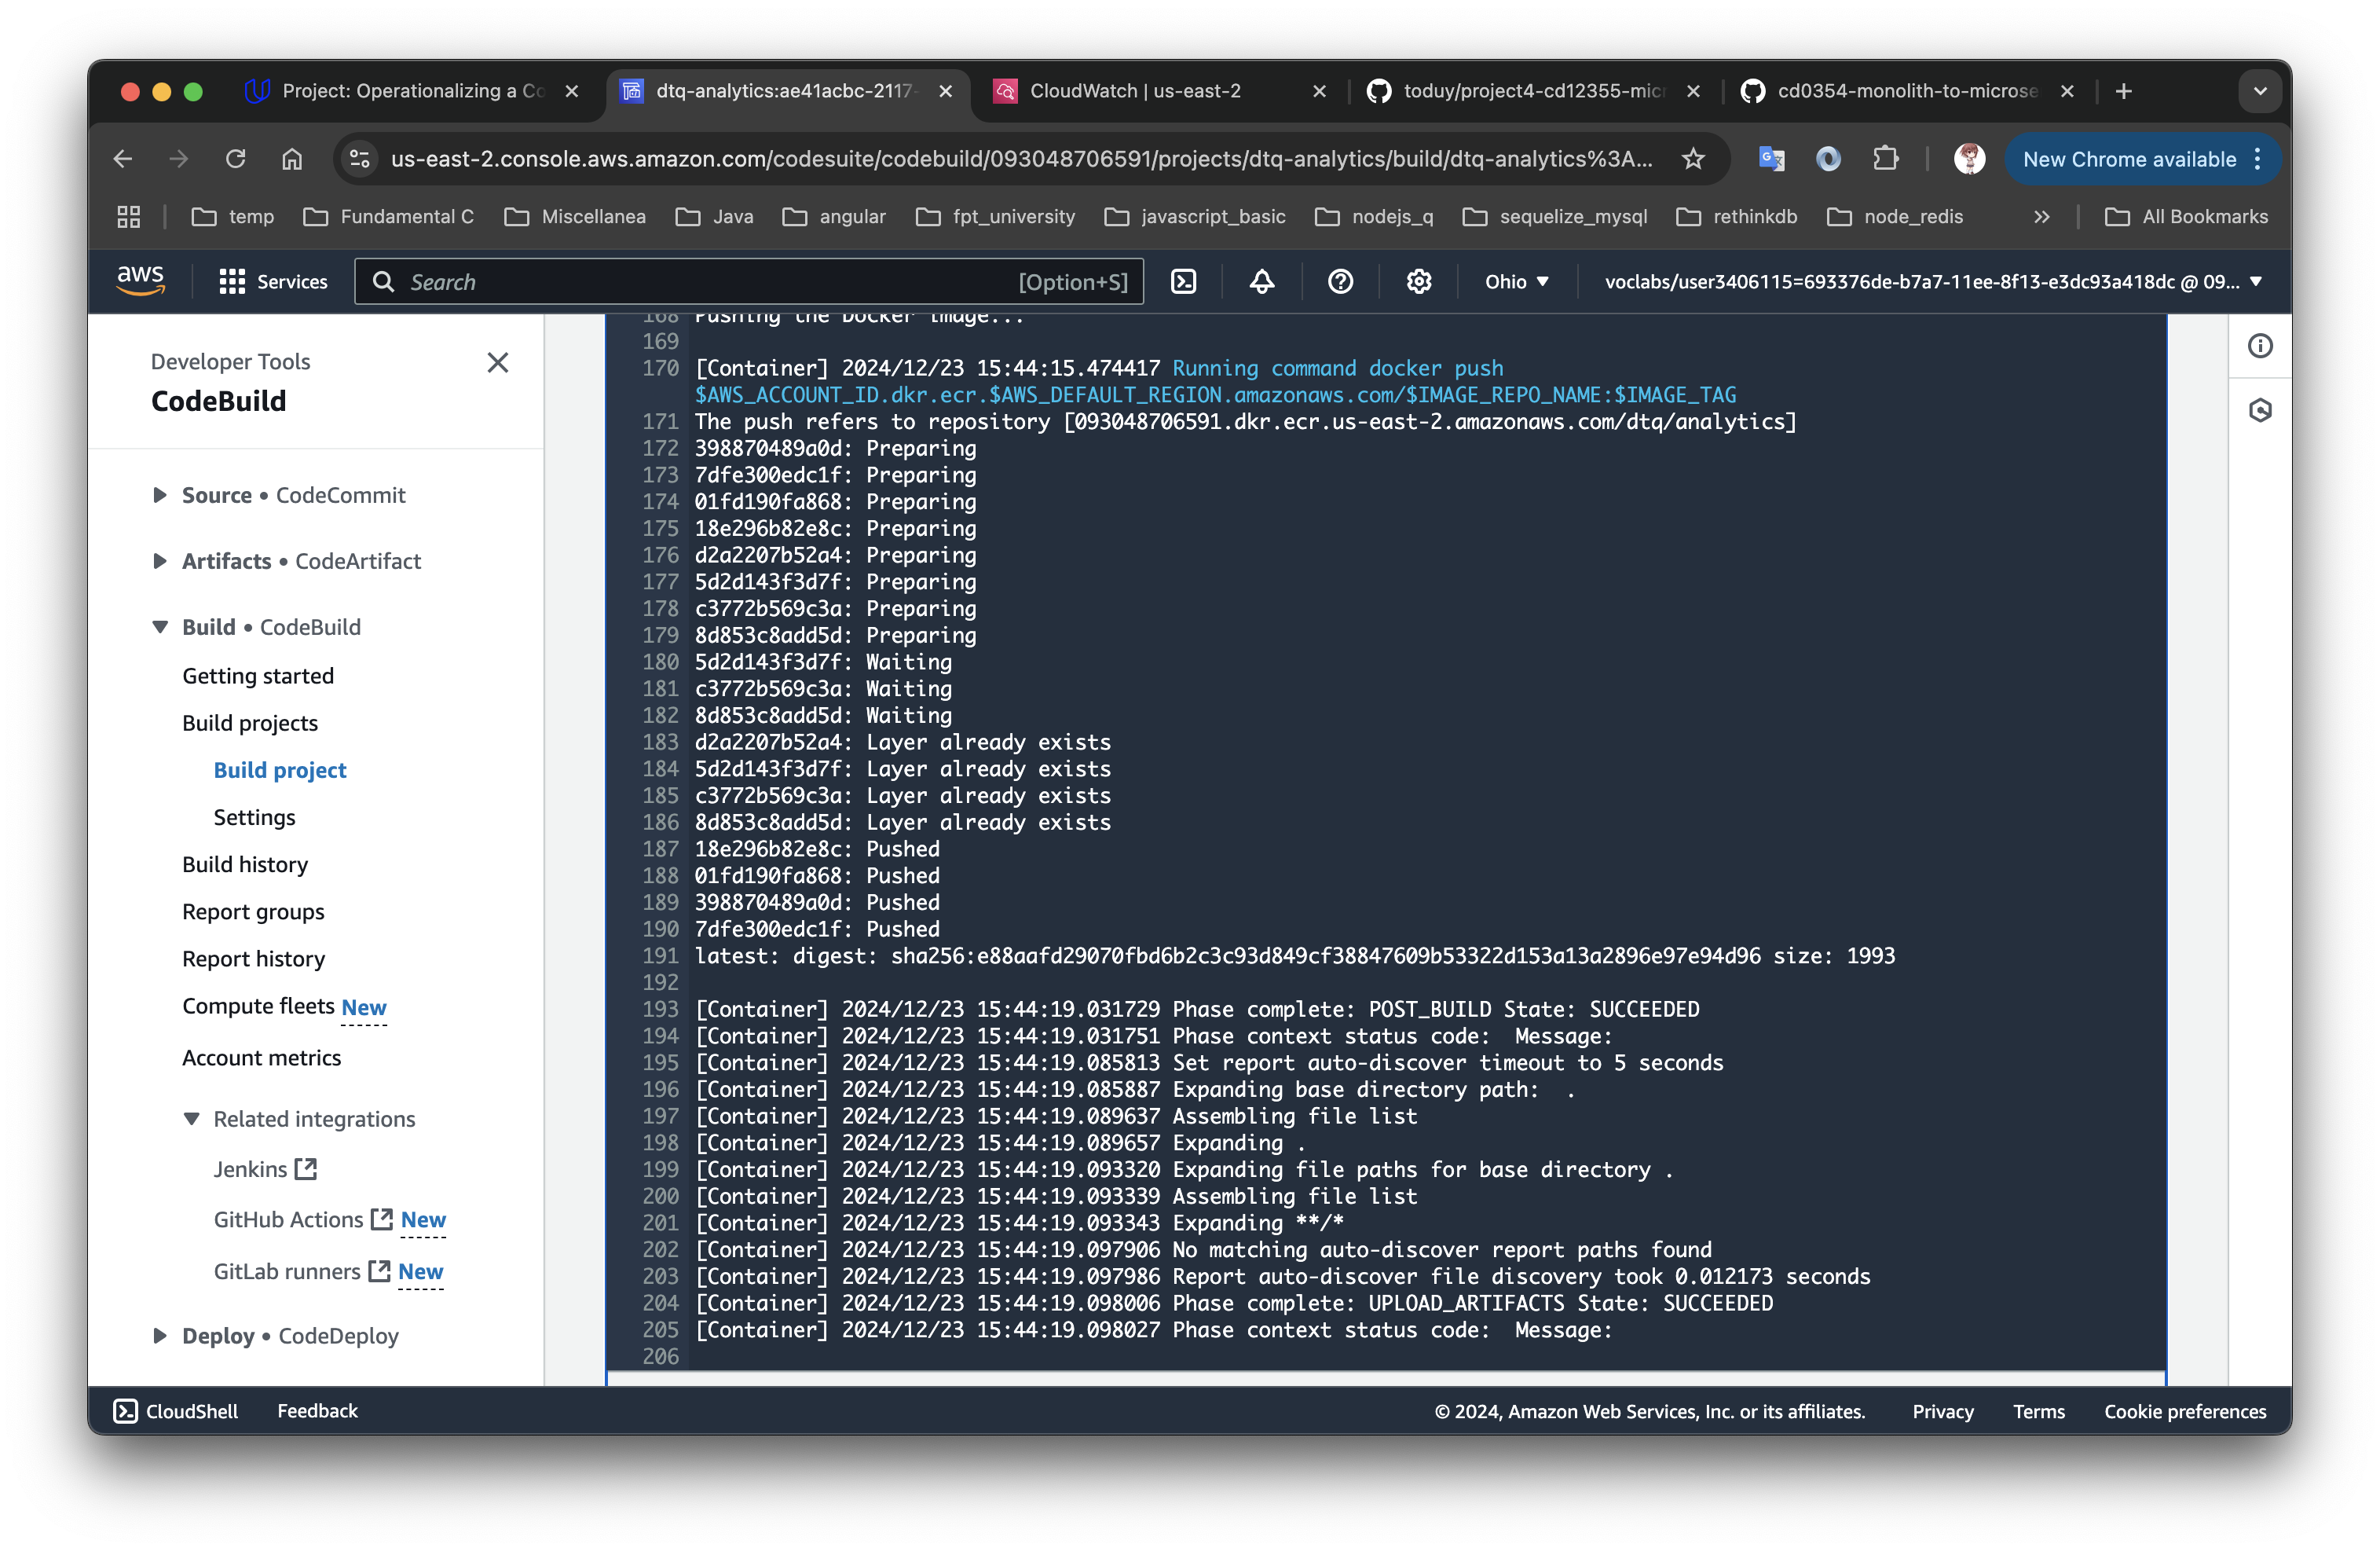 Project: Operationalizing a Co
dtq-analytics:ae41acbc-2117-
CloudWatch | us-east-2
toduy/project4-cd12355-micr
cd0354-monolith-to-microse
us-east-2.console.aws.amazon.com/codesuite/codebuild/093048706591/projects/dtq-analytics/build/dtq-analytics%3A...
New Chrome available
temp
Fundamental C
Miscellanea
Java
angular
fpt_university
javascript_basic
nodejs_q
sequelize_mysql
rethinkdb
node_redis
»
All Bookmarks
aws
Services
Search
[Option+S]
Ohio
voclabs/user3406115=693376de-b7a7-11ee-8f13-e3dc93a418dc @ 09...
Developer Tools
CodeBuild
Source • CodeCommit
Artifacts • CodeArtifact
Build • CodeBuild
Getting started
Build projects
Build project
Settings
Build history
Report groups
Report history
Compute fleets New
Account metrics
Related integrations
Jenkins
GitHub Actions New
GitLab runners New
Deploy • CodeDeploy
168 Pushing the Docker image...
169
170 [Container] 2024/12/23 15:44:15.474417 Running command docker push
$AWS_ACCOUNT_ID.dkr.ecr.$AWS_DEFAULT_REGION.amazonaws.com/$IMAGE_REPO_NAME:$IMAGE_TAG
171 The push refers to repository [093048706591.dkr.ecr.us-east-2.amazonaws.com/dtq/analytics]
172 398870489a0d: Preparing
173 7dfe300edc1f: Preparing
174 01fd190fa868: Preparing
175 18e296b82e8c: Preparing
176 d2a2207b52a4: Preparing
177 5d2d143f3d7f: Preparing
178 c3772b569c3a: Preparing
179 8d853c8add5d: Preparing
180 5d2d143f3d7f: Waiting
181 c3772b569c3a: Waiting
182 8d853c8add5d: Waiting
183 d2a2207b52a4: Layer already exists
184 5d2d143f3d7f: Layer already exists
185 c3772b569c3a: Layer already exists
186 8d853c8add5d: Layer already exists
187 18e296b82e8c: Pushed
188 01fd190fa868: Pushed
189 398870489a0d: Pushed
190 7dfe300edc1f: Pushed
191 latest: digest: sha256:e88aafd29070fbd6b2c3c93d849cf38847609b53322d153a13a2896e97e94d96 size: 1993
192
193 [Container] 2024/12/23 15:44:19.031729 Phase complete: POST_BUILD State: SUCCEEDED
194 [Container] 2024/12/23 15:44:19.031751 Phase context status code:  Message:
195 [Container] 2024/12/23 15:44:19.085813 Set report auto-discover timeout to 5 seconds
196 [Container] 2024/12/23 15:44:19.085887 Expanding base directory path:  .
197 [Container] 2024/12/23 15:44:19.089637 Assembling file list
198 [Container] 2024/12/23 15:44:19.089657 Expanding .
199 [Container] 2024/12/23 15:44:19.093320 Expanding file paths for base directory .
200 [Container] 2024/12/23 15:44:19.093339 Assembling file list
201 [Container] 2024/12/23 15:44:19.093343 Expanding **/*
202 [Container] 2024/12/23 15:44:19.097906 No matching auto-discover report paths found
203 [Container] 2024/12/23 15:44:19.097986 Report auto-discover file discovery took 0.012173 seconds
204 [Container] 2024/12/23 15:44:19.098006 Phase complete: UPLOAD_ARTIFACTS State: SUCCEEDED
205 [Container] 2024/12/23 15:44:19.098027 Phase context status code:  Message:
206
CloudShell
Feedback
© 2024, Amazon Web Services, Inc. or its affiliates.
Privacy
Terms
Cookie preferences